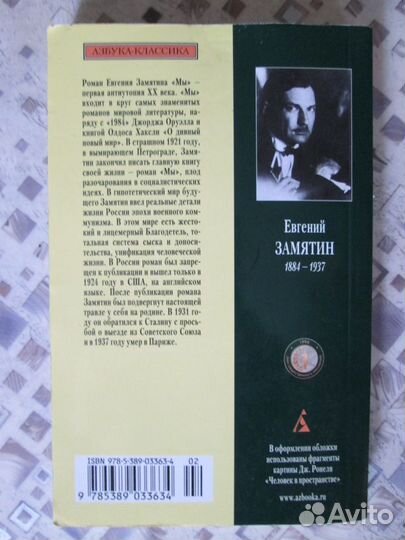 АЗБУКА-КЛАССИКА
Роман Евгения Замятина «Мы» —
первая антиутопия XX века. «Мы»
входит в круг самых знаменитых
романов мировой литературы, на-
ряду с «1984» Джорджа Оруэлла и
книгой Олдоса Хаксли «О дивный
новый мир». В страшном 1921 году,
в вымирающем Петрограде, Замя-
тин закончил писать главную книгу
своей жизни — роман «Мы», плод
разочарования в социалистических
идеях. В гипотетический мир буду-
щего Замятин ввел реальные детали
жизни России эпохи военного ком-
мунизма. В этом мире есть жесток-
ий и лицемерный Благодетель, то-
тальная система сыска и доноси-
тельства, унификация человеческой
жизни. В России роман был запре-
щен к публикации и вышел только в
1924 году в США, на английском
языке. После публикации романа
Замятин был подвергнут настоящей
травле у себя на родине. В 1931 го-
ду он обратился к Сталину с прось-
бой о выезде из Советского Союза
и в 1937 году умер в Париже.
Евгений
ЗАМЯТИН
1884 – 1937
В оформлении обложки
использованы фрагменты
картины Дж. Ронелл
«Человек в пространстве»
www.azbooka.ru
ISBN 978-5-389-03363-4
02
9 785389 033634
Avito